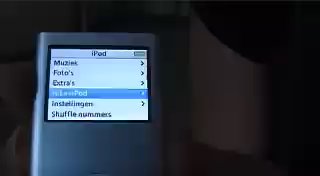 iPod
Muziek
Foto's
Extra's
Instellingen
Shuffle nummers